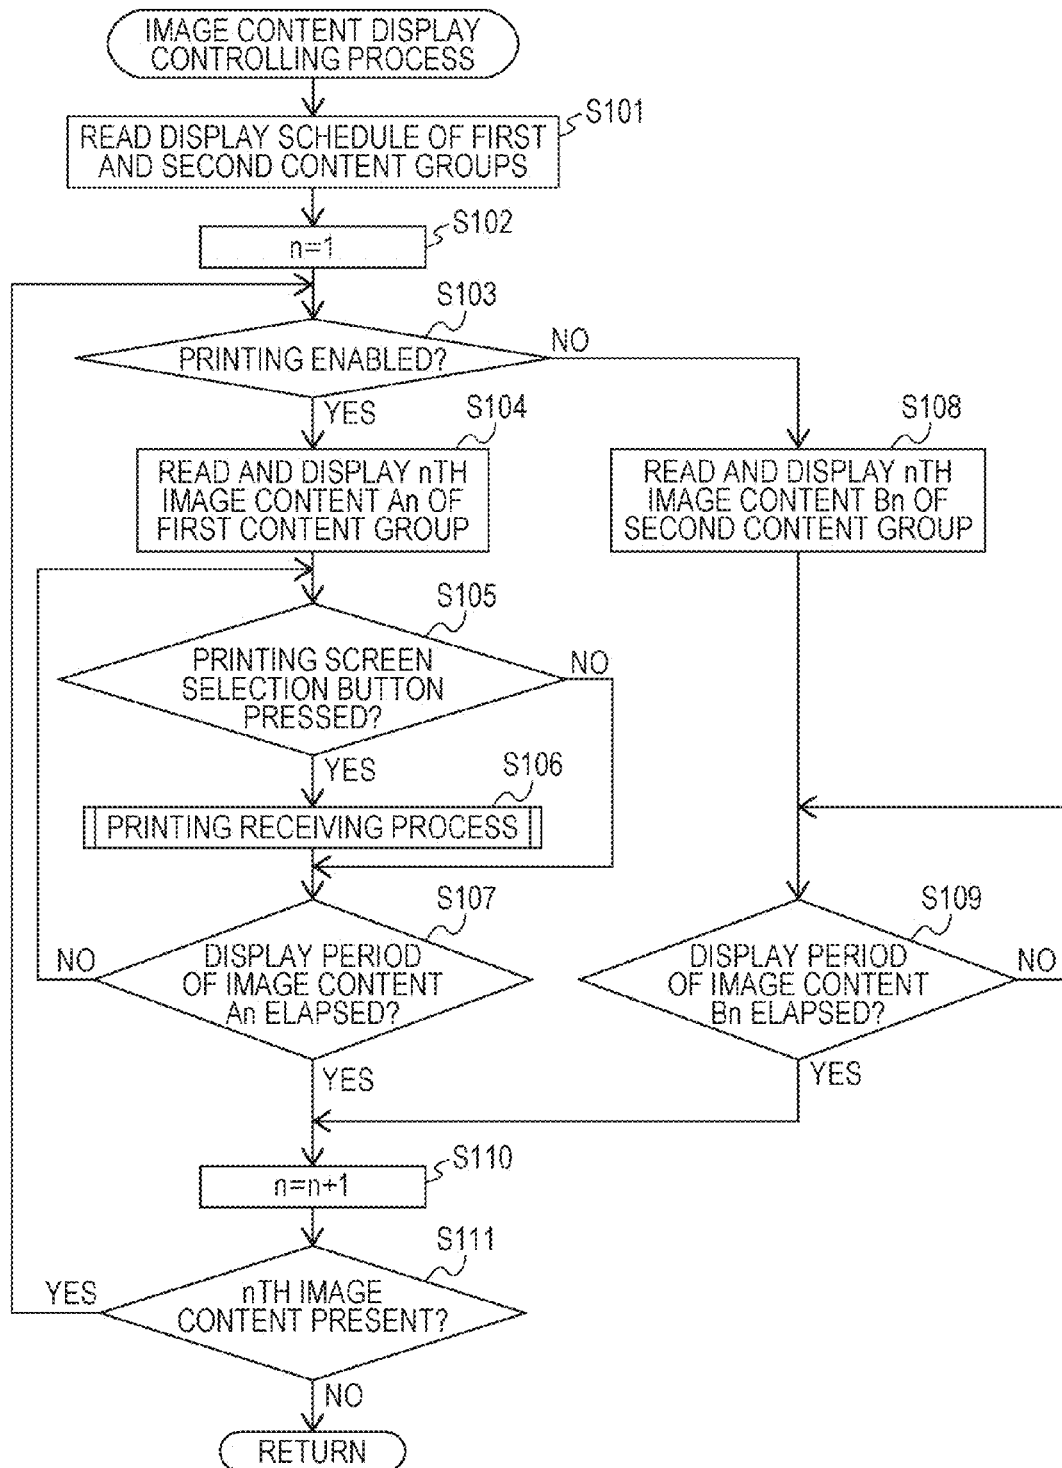 IMAGE CONTENT DISPLAY
CONTROLLING PROCESS
S101
READ DISPLAY SCHEDULE OF FIRST
AND SECOND CONTENT GROUPS
S102
n=1
S103
PRINTING ENABLED?
NO
YES
S104
READ AND DISPLAY nTH
IMAGE CONTENT An OF
FIRST CONTENT GROUP
S108
READ AND DISPLAY nTH
IMAGE CONTENT Bn OF
SECOND CONTENT GROUP
S105
PRINTING SCREEN
SELECTION BUTTON
PRESSED?
NO
YES
S106
PRINTING RECEIVING PROCESS
S107
DISPLAY PERIOD
OF IMAGE CONTENT
An ELAPSED?
NO
YES
S109
DISPLAY PERIOD
OF IMAGE CONTENT
Bn ELAPSED?
NO
YES
S110
n=n+1
S111
nTH IMAGE
CONTENT PRESENT?
YES
NO
RETURN